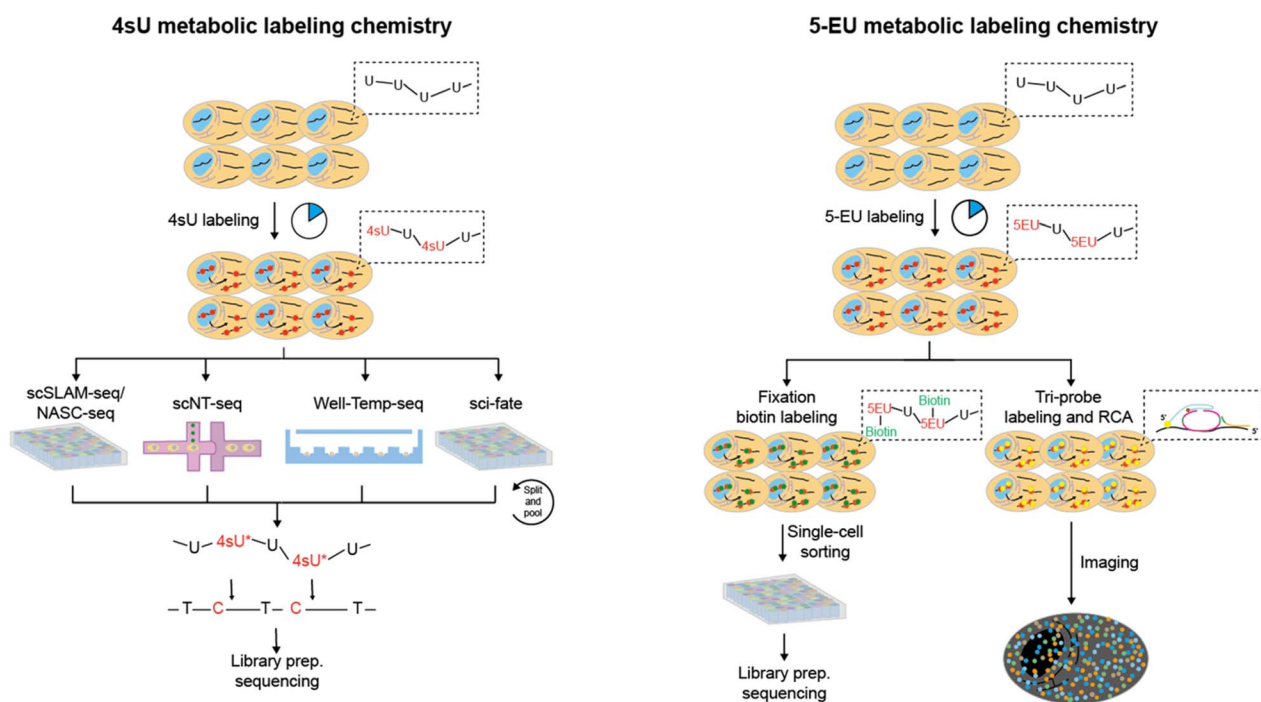 4sU metabolic labeling chemistry
U U U U
4sU labeling
4sU U 4sU U
scSLAM-seq/
NASC-seq
scNT-seq
Well-Temp-seq
sci-fate
Split
and
pool
U 4sU* U 4sU* U
T C T C T
Library prep.
sequencing
5-EU metabolic labeling chemistry
U U U U
5-EU labeling
5EU U 5EU U
Fixation
biotin labeling
Biotin
5EU U 5EU U
Biotin
Tri-probe
labeling and RCA
5' 5'
Single-cell
sorting
Library prep.
sequencing
Imaging